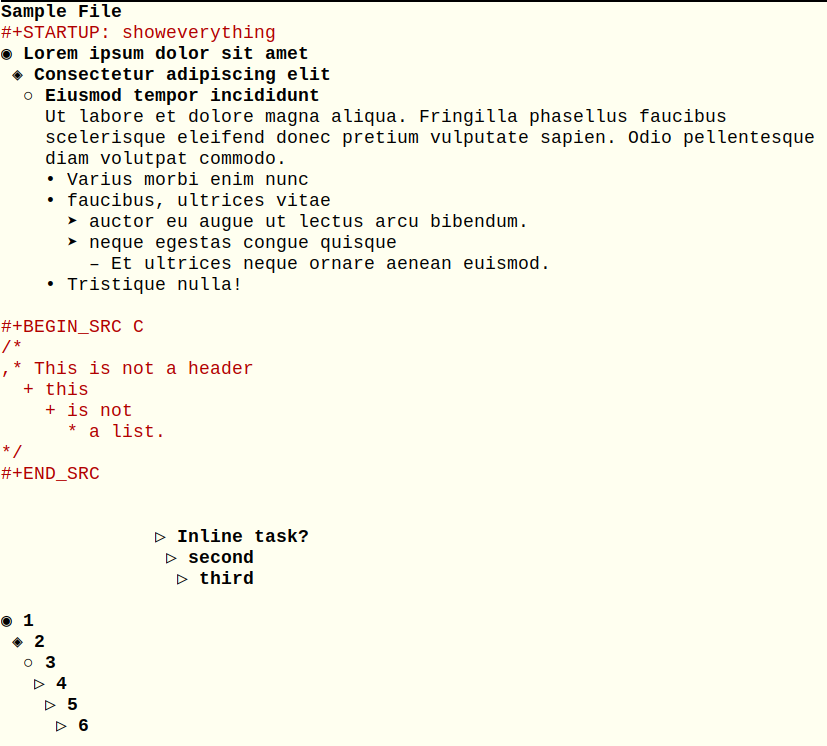 Sample File
#+STARTUP: showeverything
◉ Lorem ipsum dolor sit amet
 ◈ Consectetur adipiscing elit
  ○ Eiusmod tempor incididunt
    Ut labore et dolore magna aliqua. Fringilla phasellus faucibus
    scelerisque eleifend donec pretium vulputate sapien. Odio pellentesque
    diam volutpat commodo.
    • Varius morbi enim nunc
    • faucibus, ultrices vitae
      ➤ auctor eu augue ut lectus arcu bibendum.
      ➤ neque egestas congue quisque
        – Et ultrices neque ornare aenean euismod.
    • Tristique nulla!

#+BEGIN_SRC C
/*
,* This is not a header
  + this
    + is not
      * a list.
*/
#+END_SRC


              ▷ Inline task?
               ▷ second
                ▷ third

◉ 1
 ◈ 2
  ○ 3
   ▷ 4
    ▷ 5
     ▷ 6